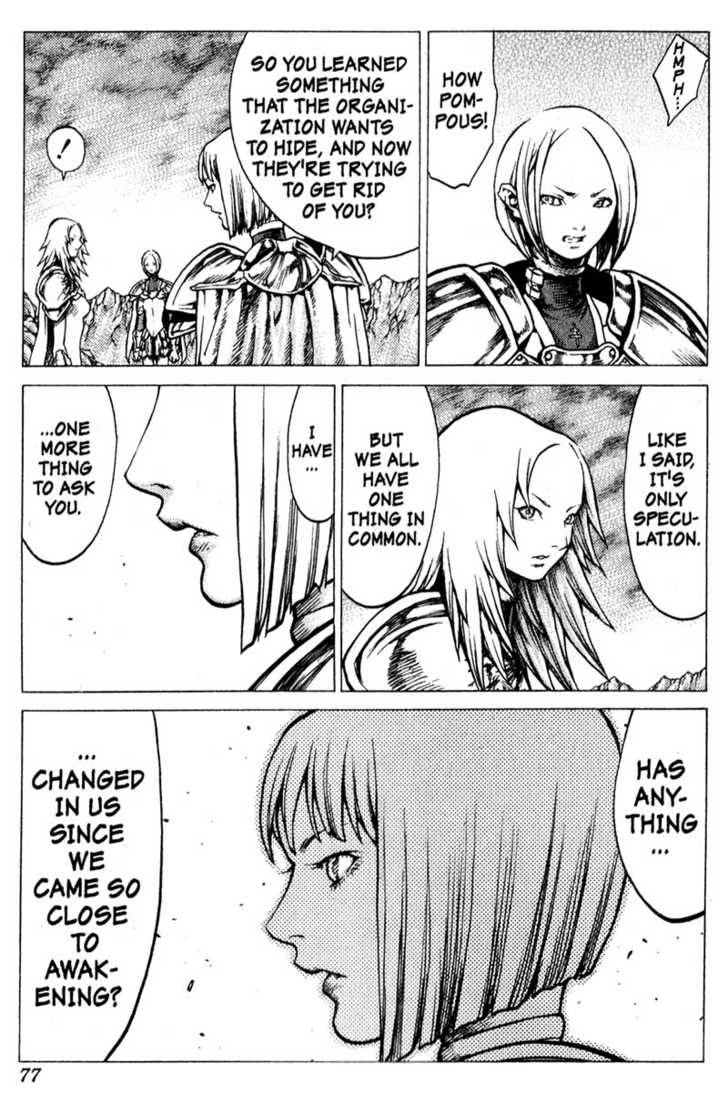 HMPH...
HOW
POM-
POUS!
SO YOU LEARNED
SOMETHING
THAT THE ORGANI-
ZATION WANTS
TO HIDE, AND NOW
THEY'RE TRYING
TO GET RID
OF YOU?
!
LIKE
I SAID,
IT'S
ONLY
SPECU-
LATION.
BUT
WE ALL
HAVE
ONE
THING IN
COMMON.
I
HAVE
...
...ONE
MORE
THING
TO ASK
YOU.
HAS
ANY-
THING
...
...
CHANGED
IN US
SINCE
WE
CAME SO
CLOSE
TO
AWAK-
ENING?
77